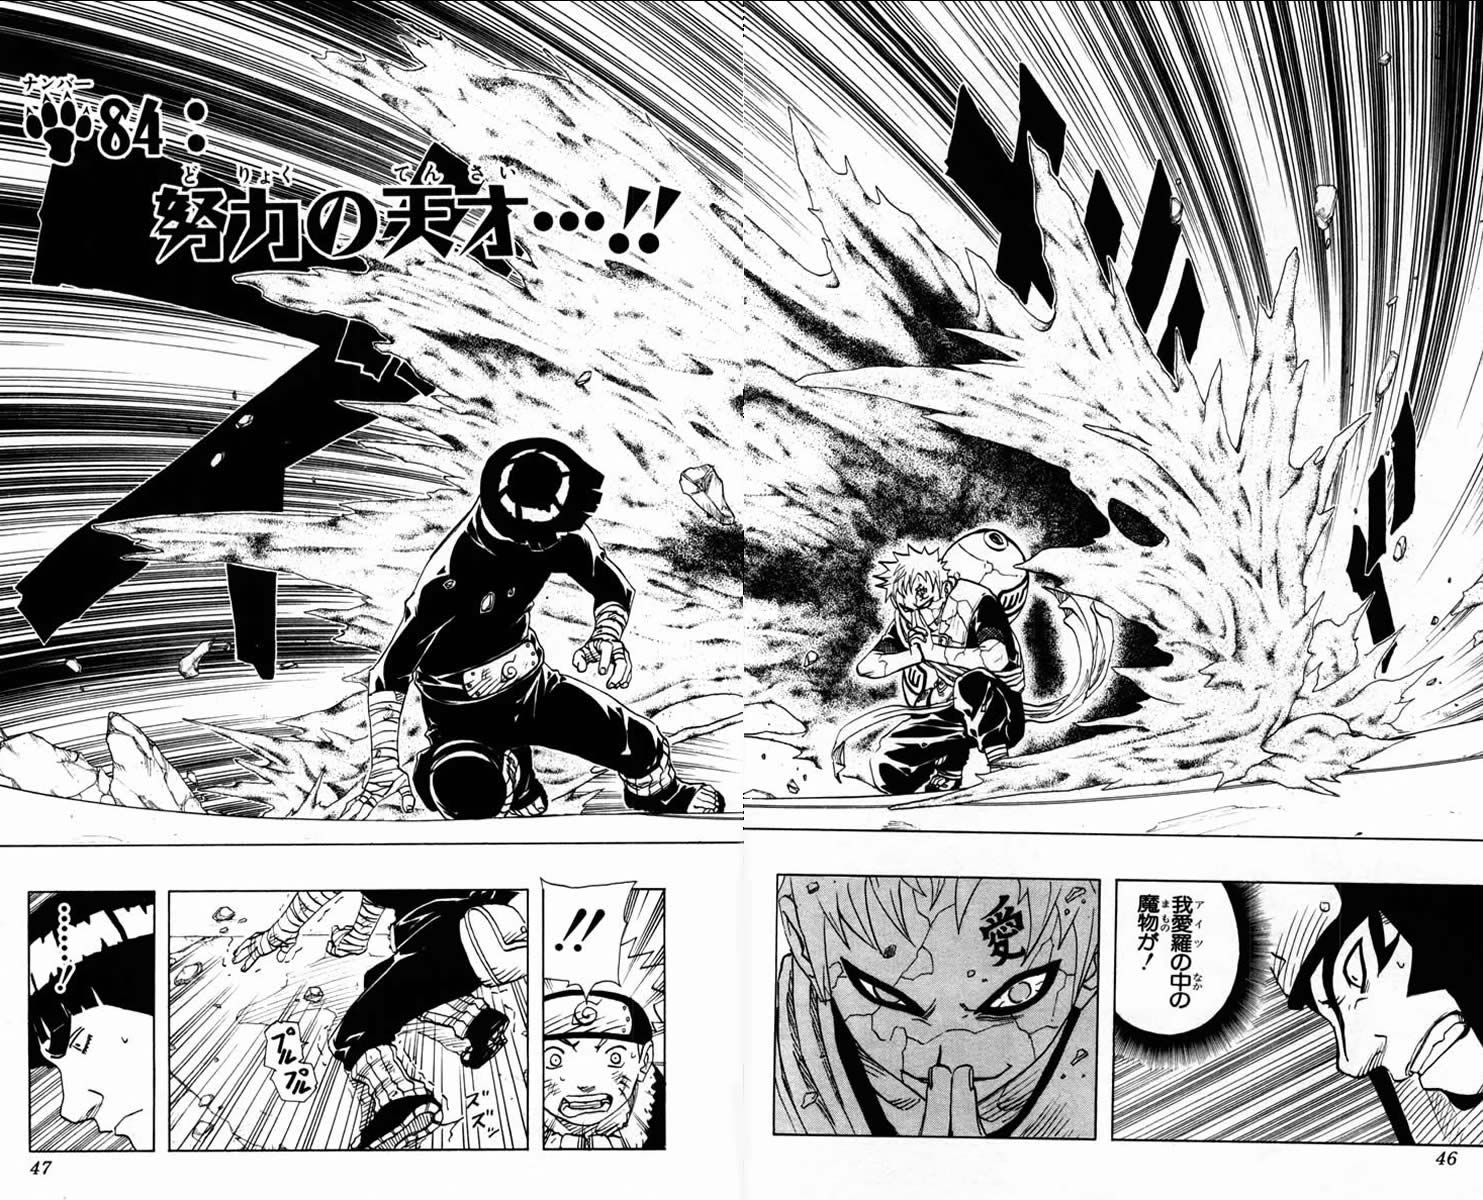 ナンバー
84:
どりょく てんさい
努力の天才…!!
我愛羅の中の
アイツ なか
魔物が!
まもの
愛
!!
プルプル
ズズッ
………!
46
47